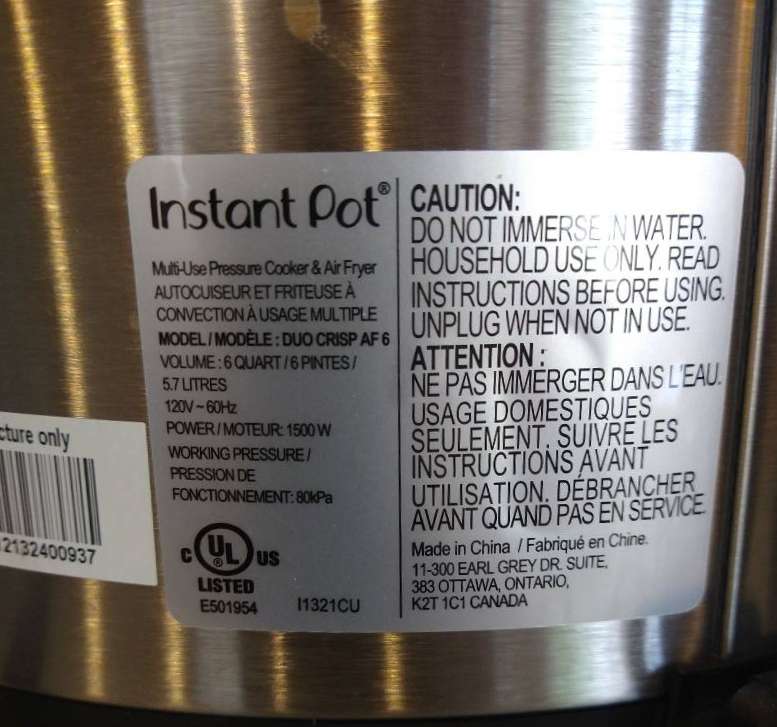 Instant Pot®
Multi-Use Pressure Cooker & Air Fryer
AUTOCUISEUR ET FRITEUSE À
CONVECTION À USAGE MULTIPLE
MODEL / MODÈLE : DUO CRISP AF 6
VOLUME : 6 QUART / 6 PINTES /
5.7 LITRES
120V ~ 60Hz
POWER / MOTEUR: 1500 W
WORKING PRESSURE /
PRESSION DE
FONCTIONNEMENT: 80kPa
C UL ® US
LISTED
E501954 I1321CU
CAUTION:
DO NOT IMMERSE IN WATER.
HOUSEHOLD USE ONLY. READ
INSTRUCTIONS BEFORE USING.
UNPLUG WHEN NOT IN USE.
ATTENTION :
NE PAS IMMERGER DANS L'EAU.
USAGE DOMESTIQUES
SEULEMENT. SUIVRE LES
INSTRUCTIONS AVANT
UTILISATION. DÉBRANCHER
AVANT QUAND PAS EN SERVICE.
Made in China / Fabriqué en Chine.
11-300 EARL GREY DR. SUITE,
383 OTTAWA, ONTARIO,
K2T 1C1 CANADA
only
2132400937